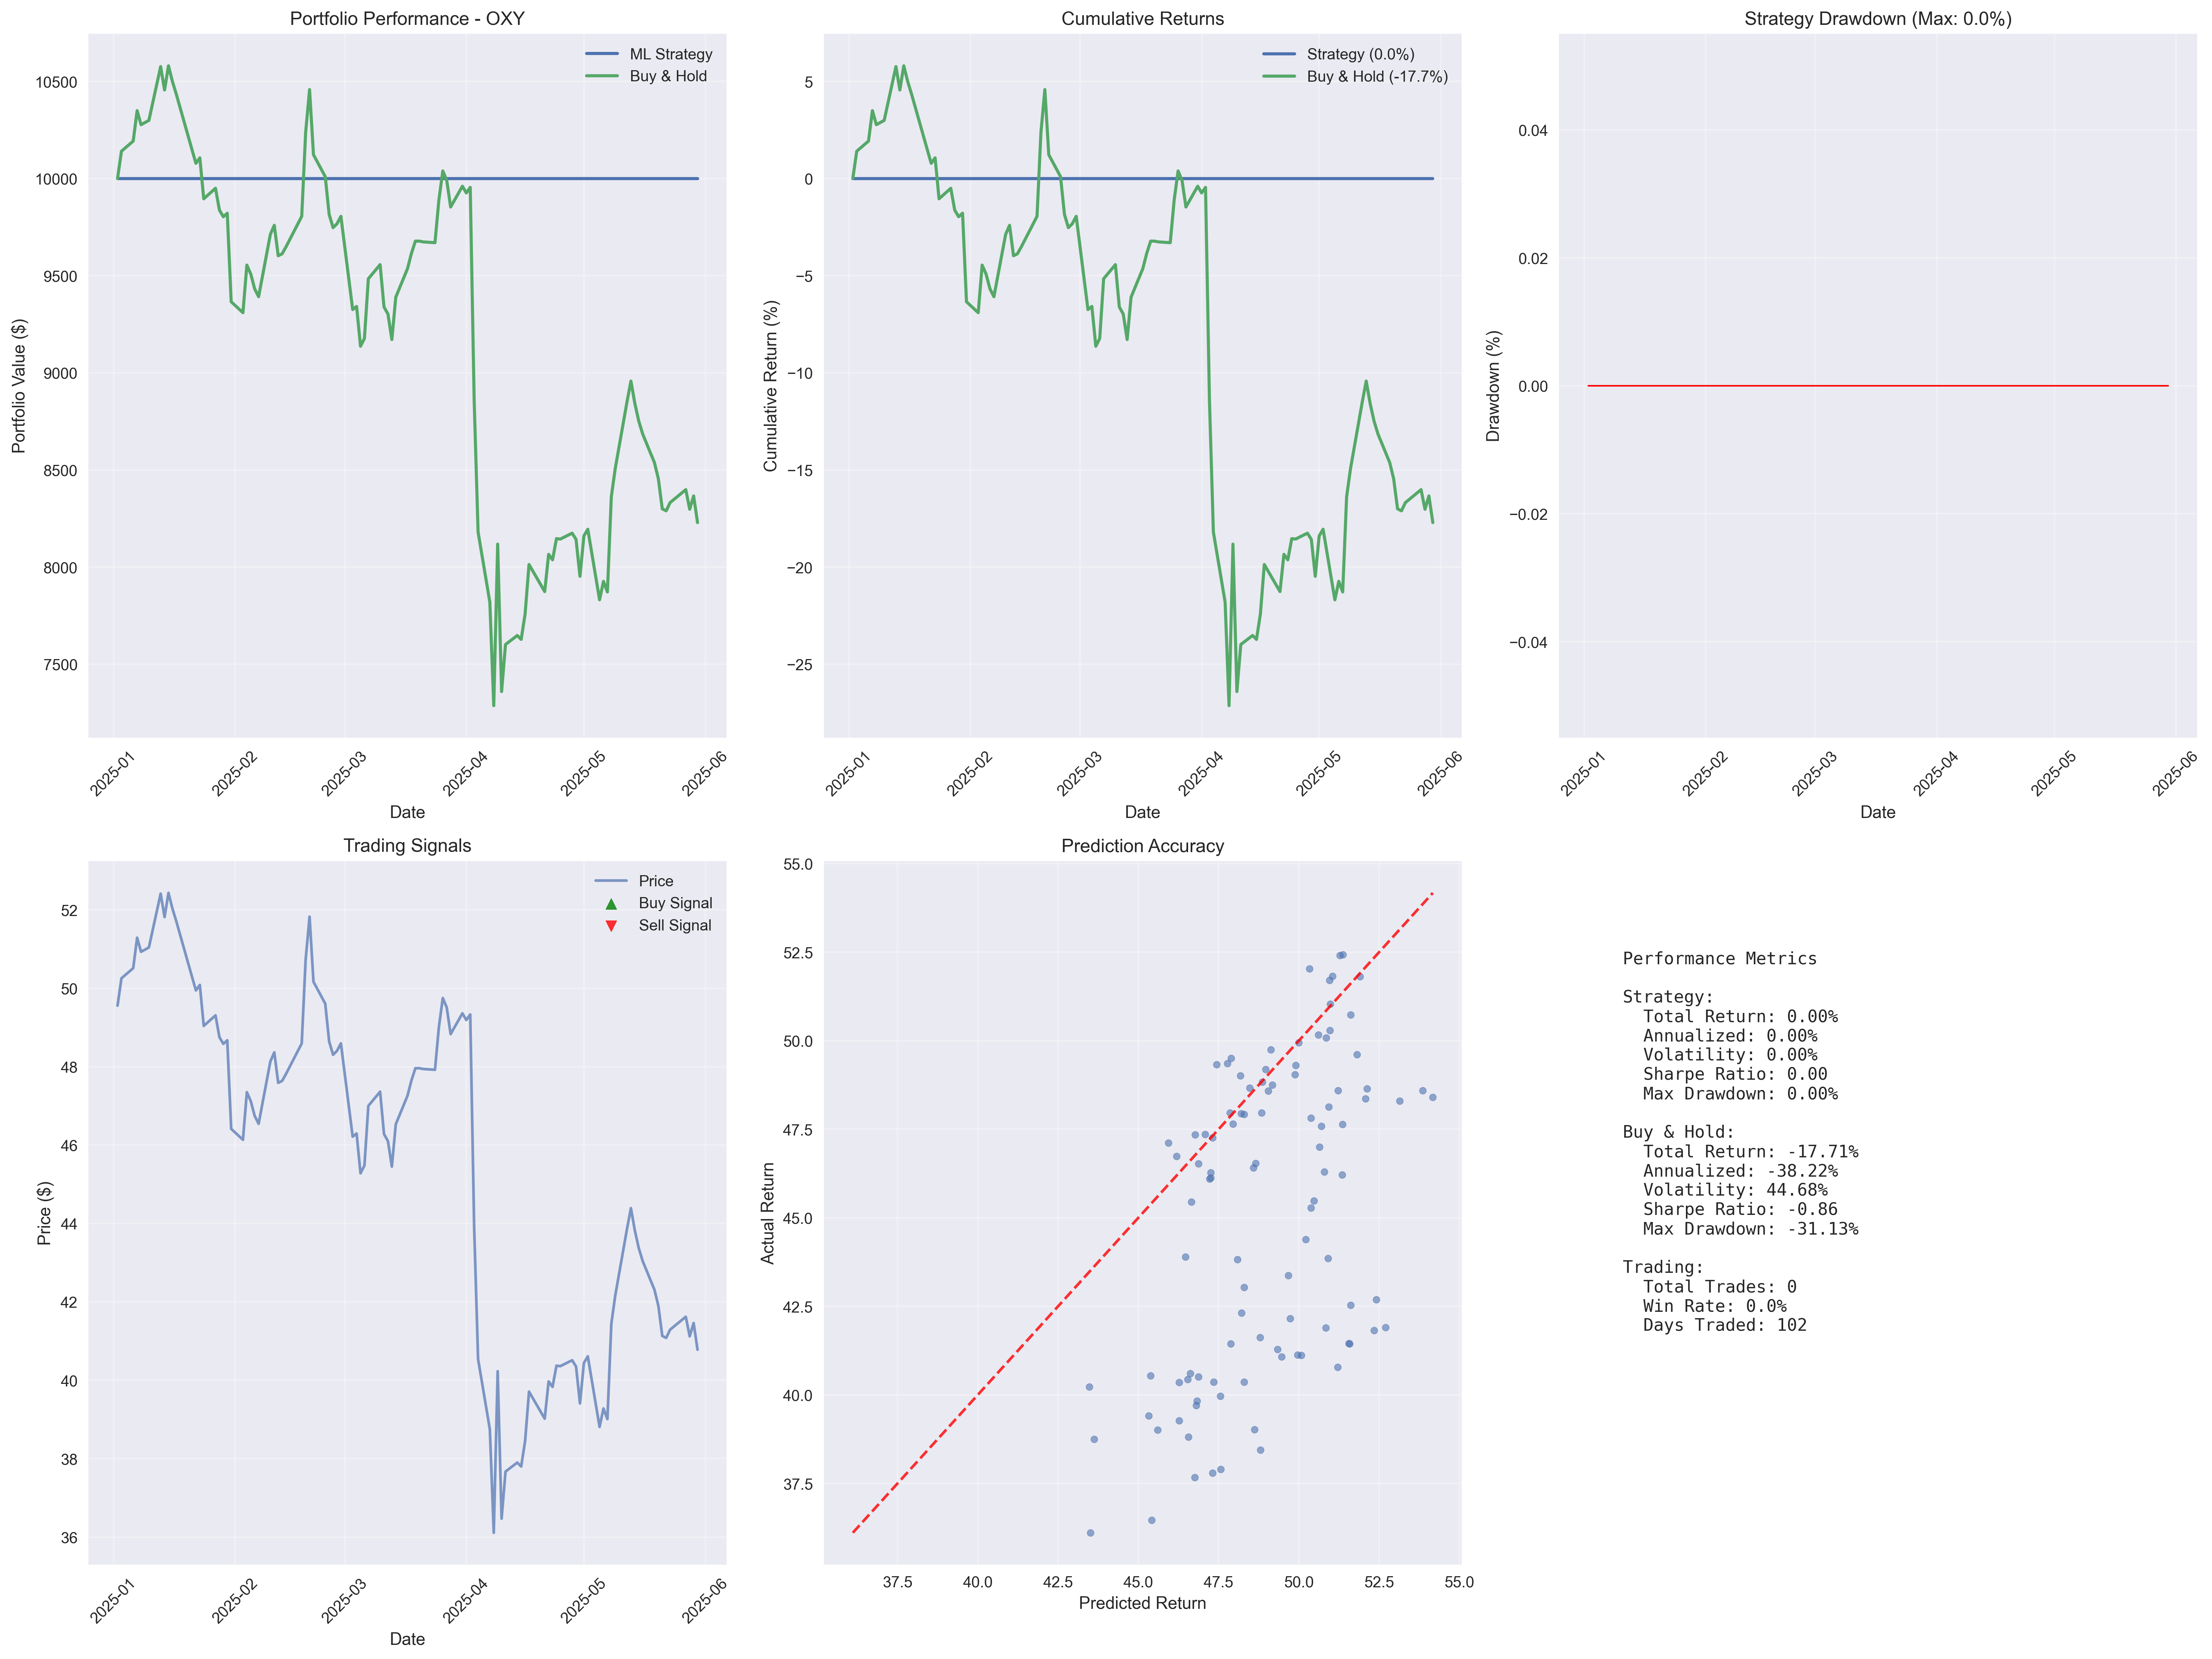 Portfolio Performance - OXY
ML Strategy
Buy & Hold
10500
10000
9500
9000
8500
8000
7500
Portfolio Value ($)
2025-01
2025-02
2025-03
2025-04
2025-05
2025-06
Date
Cumulative Returns
Strategy (0.0%)
Buy & Hold (-17.7%)
5
0
−5
−10
−15
−20
−25
Cumulative Return (%)
2025-01
2025-02
2025-03
2025-04
2025-05
2025-06
Date
Strategy Drawdown (Max: 0.0%)
0.04
0.02
0.00
−0.02
−0.04
Drawdown (%)
2025-01
2025-02
2025-03
2025-04
2025-05
2025-06
Date
Trading Signals
Price
Buy Signal
Sell Signal
52
50
48
46
44
42
40
38
36
Price ($)
2025-01
2025-02
2025-03
2025-04
2025-05
2025-06
Date
Prediction Accuracy
55.0
52.5
50.0
47.5
45.0
42.5
40.0
37.5
Actual Return
37.5
40.0
42.5
45.0
47.5
50.0
52.5
55.0
Predicted Return
Performance Metrics
Strategy:
Total Return: 0.00%
Annualized: 0.00%
Volatility: 0.00%
Sharpe Ratio: 0.00
Max Drawdown: 0.00%
Buy & Hold:
Total Return: -17.71%
Annualized: -38.22%
Volatility: 44.68%
Sharpe Ratio: -0.86
Max Drawdown: -31.13%
Trading:
Total Trades: 0
Win Rate: 0.0%
Days Traded: 102